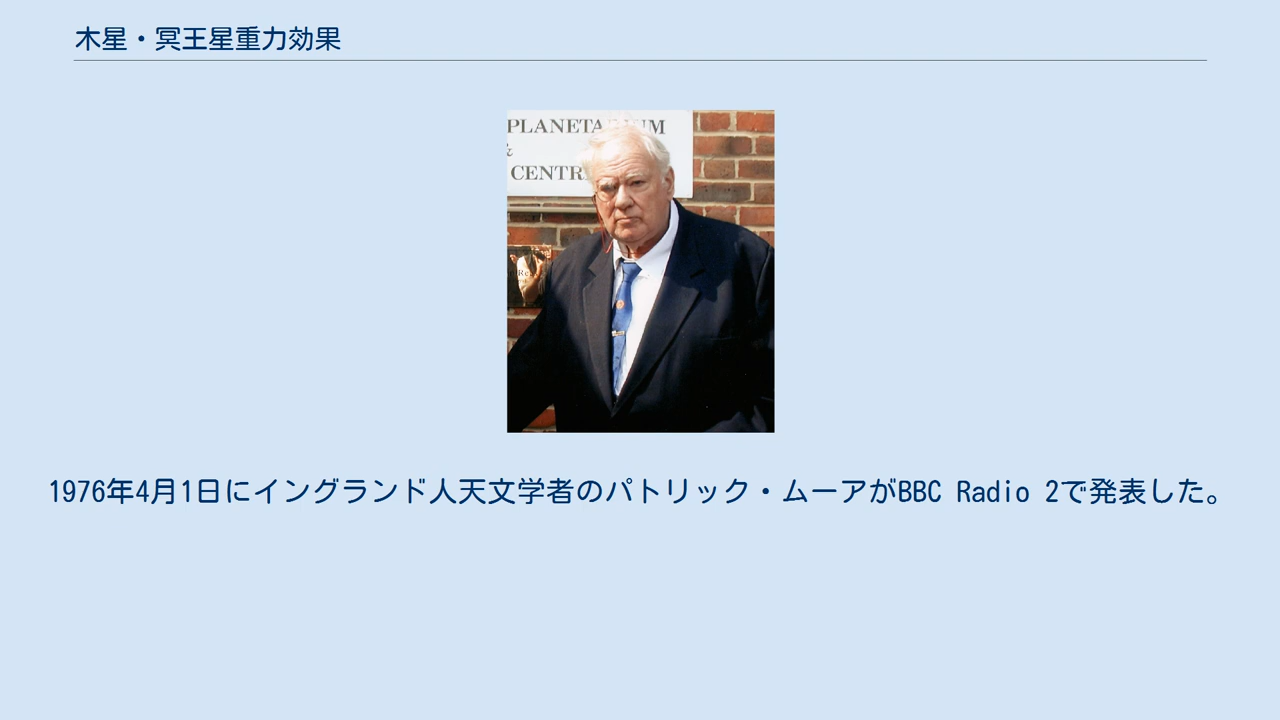 木星・冥王星重力効果
PLANETA UM
&
CENTR
1976年4月1日にイングランド人天文学者のパトリック・ムーアがBBC Radio 2で発表した。